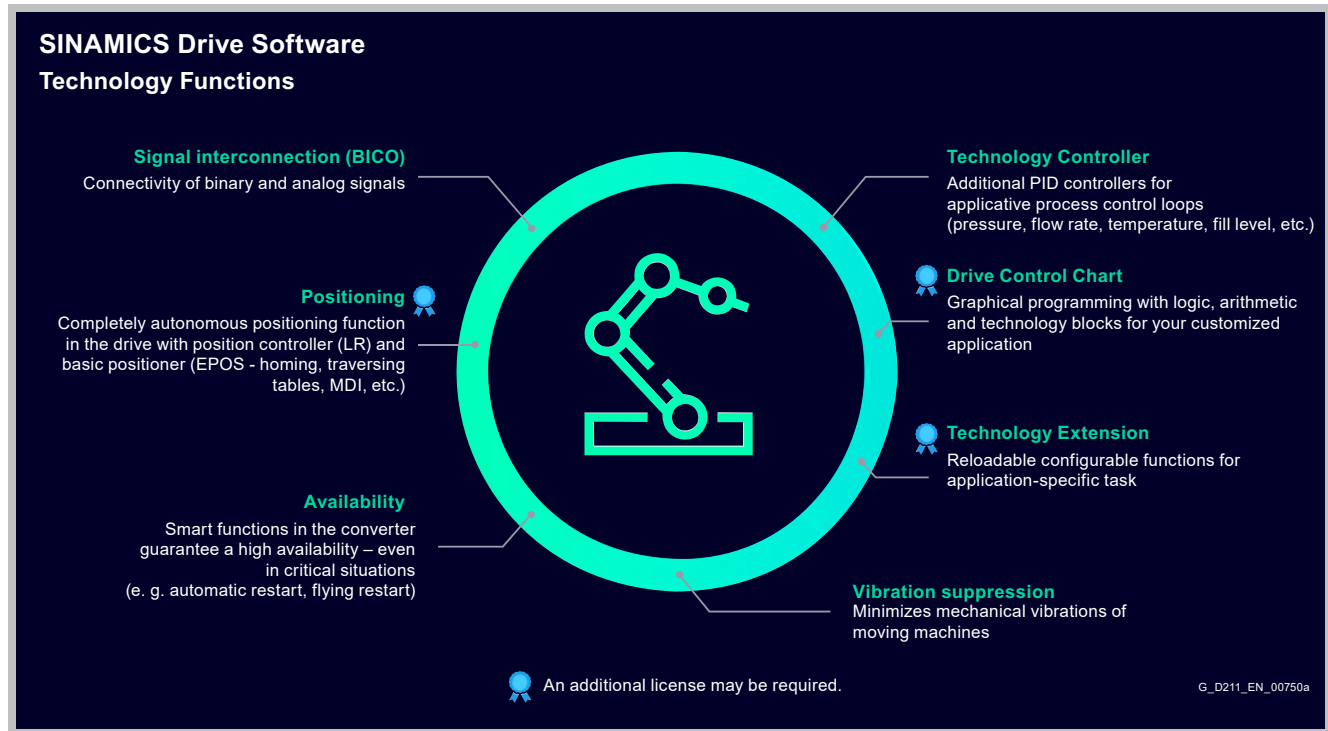 SINAMICS Drive Software
Technology Functions
Signal interconnection (BICO)
Connectivity of binary and analog signals
Positioning
Completely autonomous positioning function
in the drive with position controller (LR) and
basic positioner (EPOS - homing, traversing
tables, MDI, etc.)
Availability
Smart functions in the converter
guarantee a high availability – even
in critical situations
(e. g. automatic restart, flying restart)
Technology Controller
Additional PID controllers for
applicative process control loops
(pressure, flow rate, temperature, fill level, etc.)
Drive Control Chart
Graphical programming with logic, arithmetic
and technology blocks for your customized
application
Technology Extension
Reloadable configurable functions for
application-specific task
Vibration suppression
Minimizes mechanical vibrations of
moving machines
An additional license may be required.
G_D211_EN_00750a